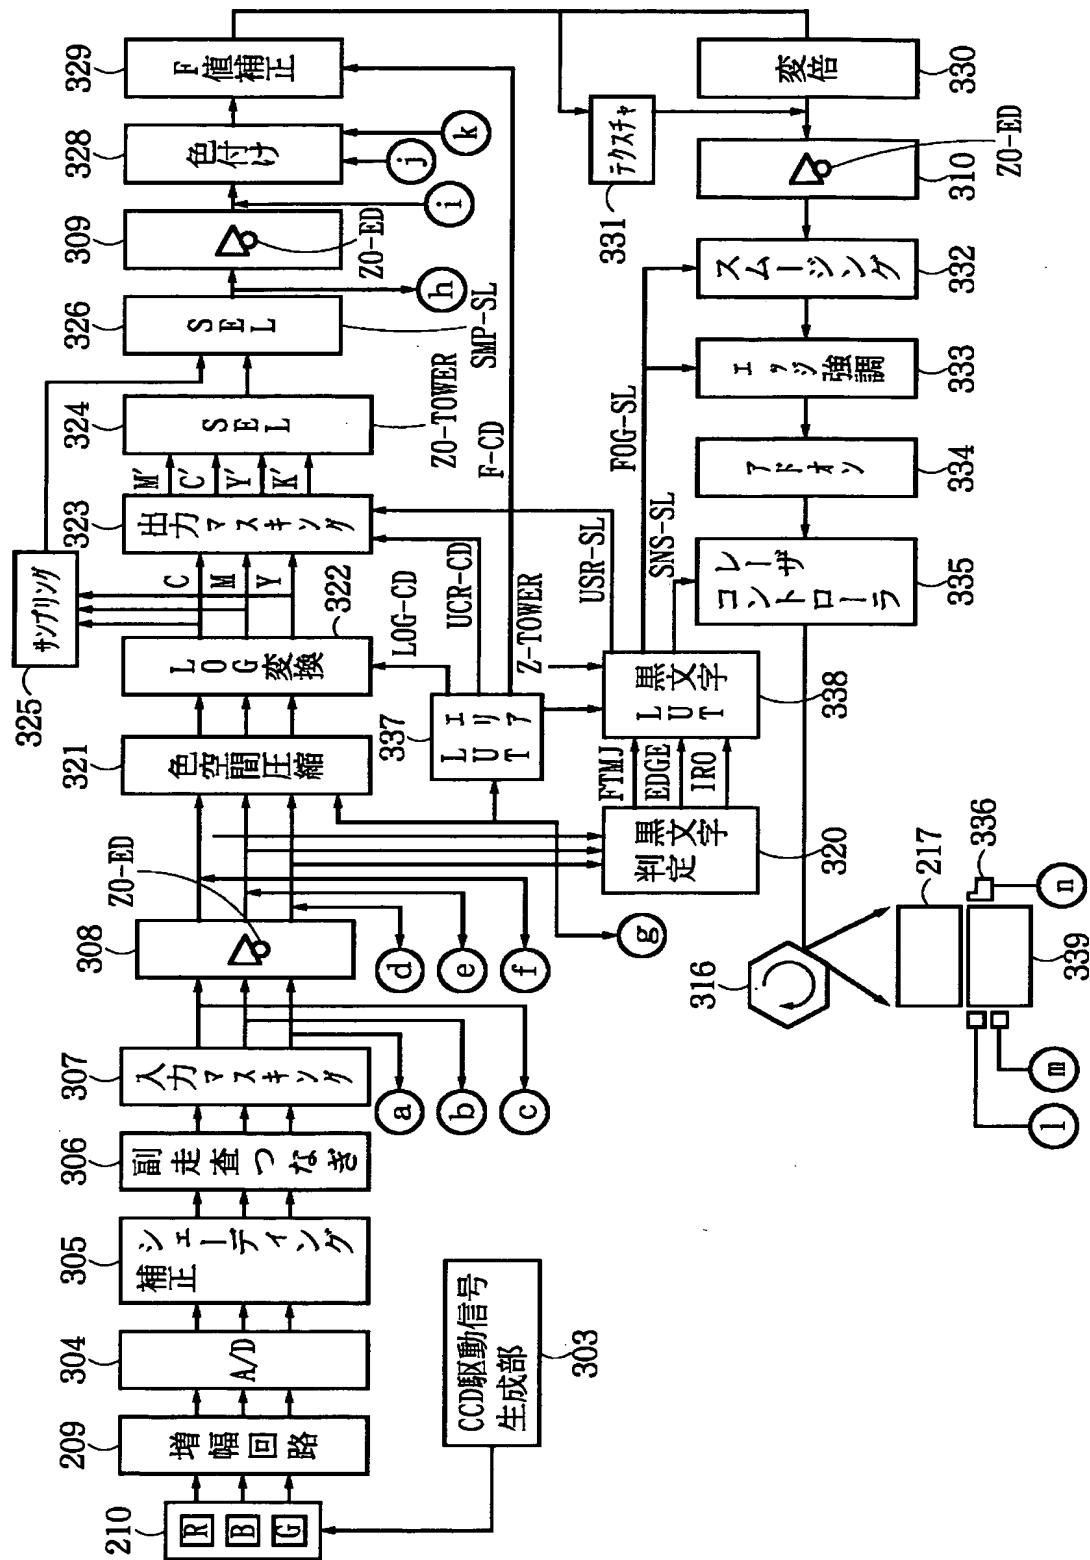 210
R
B
G
209
増幅回路
304
A/D
305
シェーディング
補正
306
副走査つなぎ
307
入力マスキング
308
ZO-ED
321
色空間圧縮
322
LOG変換
325
サンプリング
C
M
Y
323
出力マスキング
M'
C'
Y'
K'
324
SEL
ZO-TOWER
326
SEL
SMP-SL
309
ZO-ED
328
色付け
329
F値補正
303
CCD駆動信号
生成部
a
b
c
d
e
f
g
h
i
j
k
337
エリア
LUT
LOG-CD
UCR-CD
F-CD
320
黒文字
判定
FTMJ
EDGE
IRO
338
黒文字
LUT
Z-TOWER
USR-SL
FOG-SL
SNS-SL
331
テクスチャ
変倍
330
310
ZO-ED
スムージング
332
エッジ強調
333
アドオン
334
レーザ
コントローラ
335
316
217
336
339
l
m
n